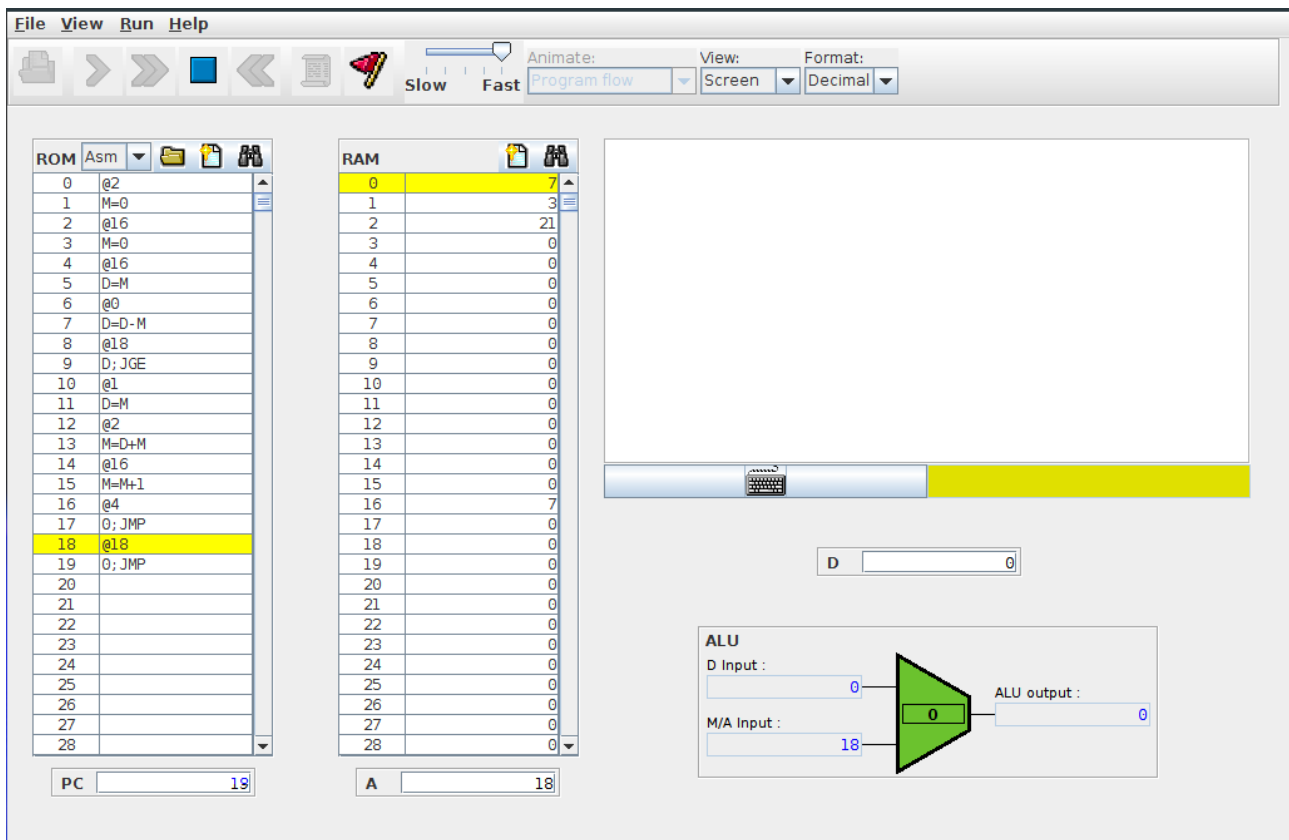 File View Run Help
Animate: View: Format:
Slow Fast Program flow Screen Decimal
ROM Asm
0 @2
1 M=0
2 @16
3 M=0
4 @16
5 D=M
6 @0
7 D=D-M
8 @18
9 D;JGE
10 @1
11 D=M
12 @2
13 M=D+M
14 @16
15 M=M+1
16 @4
17 0;JMP
18 @18
19 0;JMP
20
21
22
23
24
25
26
27
28
PC
RAM
0 7
1 3
2 21
3 0
4 0
5 0
6 0
7 0
8 0
9 0
10 0
11 0
12 0
13 0
14 0
15 0
16 7
17 0
18 0
19 0
20 0
21 0
22 0
23 0
24 0
25 0
26 0
27 0
28 0
A 18
D 0
ALU
D Input :
0
M/A Input :
18
0
ALU output :
0